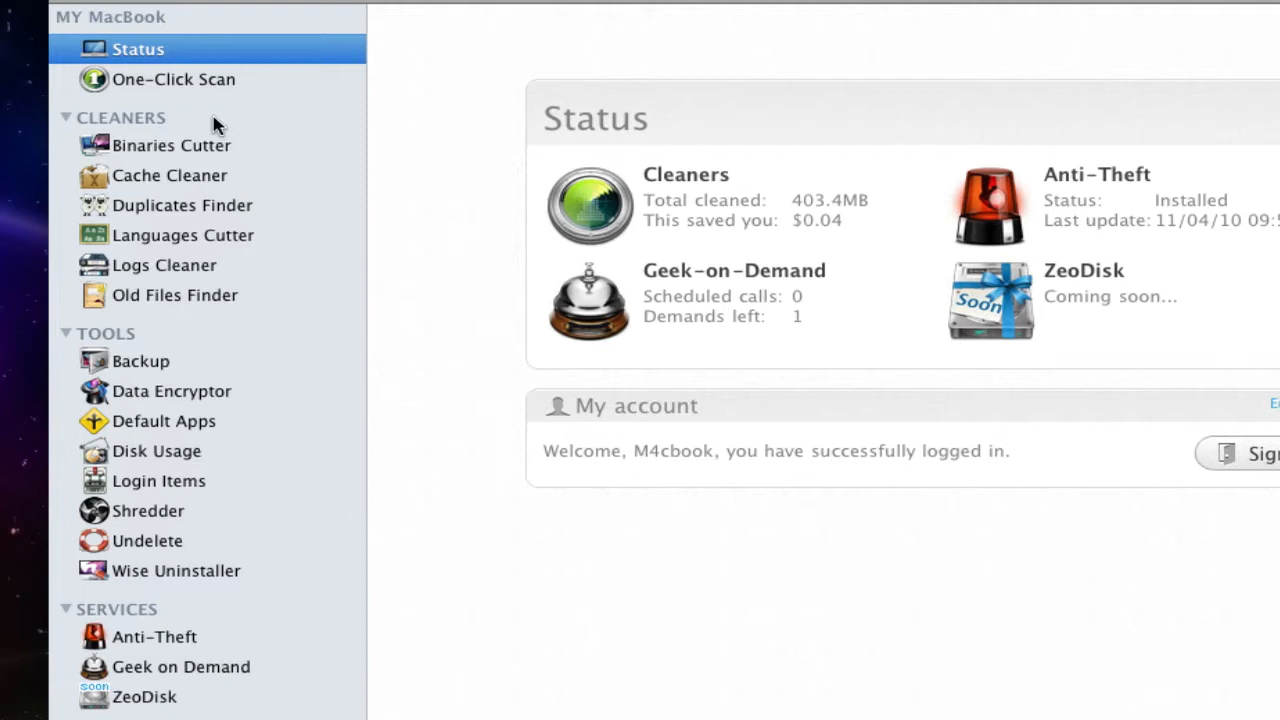 MY MacBook
Status
One-Click Scan
CLEANERS
Binaries Cutter
Cache Cleaner
Duplicates Finder
Languages Cutter
Logs Cleaner
Old Files Finder
TOOLS
Backup
Data Encryptor
Default Apps
Disk Usage
Login Items
Shredder
Undelete
Wise Uninstaller
SERVICES
Anti-Theft
Geek on Demand
soon
ZeoDisk
Status
Cleaners
Total cleaned: 403.4MB
This saved you: $0.04
Anti-Theft
Status: Installed
Last update: 11/04/10 09:5
Geek-on-Demand
Scheduled calls: 0
Demands left: 1
Soon
ZeoDisk
Coming soon...
My account
Welcome, M4cbook, you have successfully logged in.
Sig